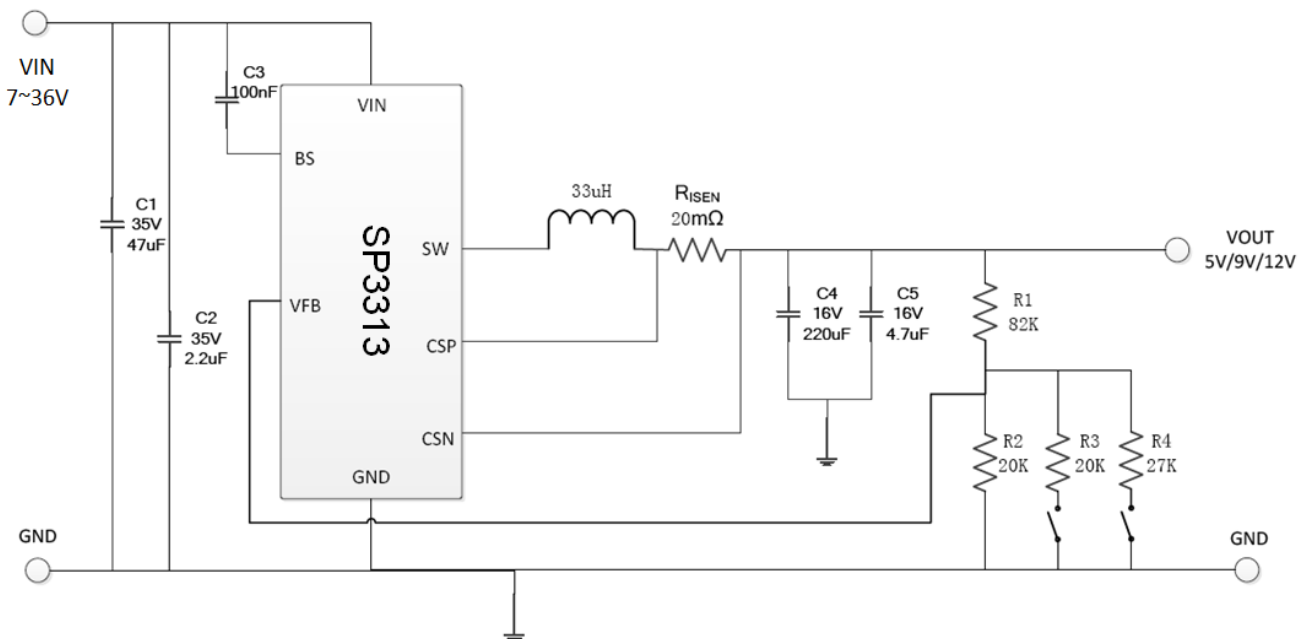 VIN
7~36V
C3
100nF
VIN
BS
C1
35V
47uF
SP3313
SW
33uH
RISEN
20mΩ
VOUT
5V/9V/12V
VFB
C2
35V
2.2uF
CSP
C4
16V
220uF
C5
16V
4.7uF
R1
82K
CSN
R2
20K
R3
20K
R4
27K
GND
GND
GND